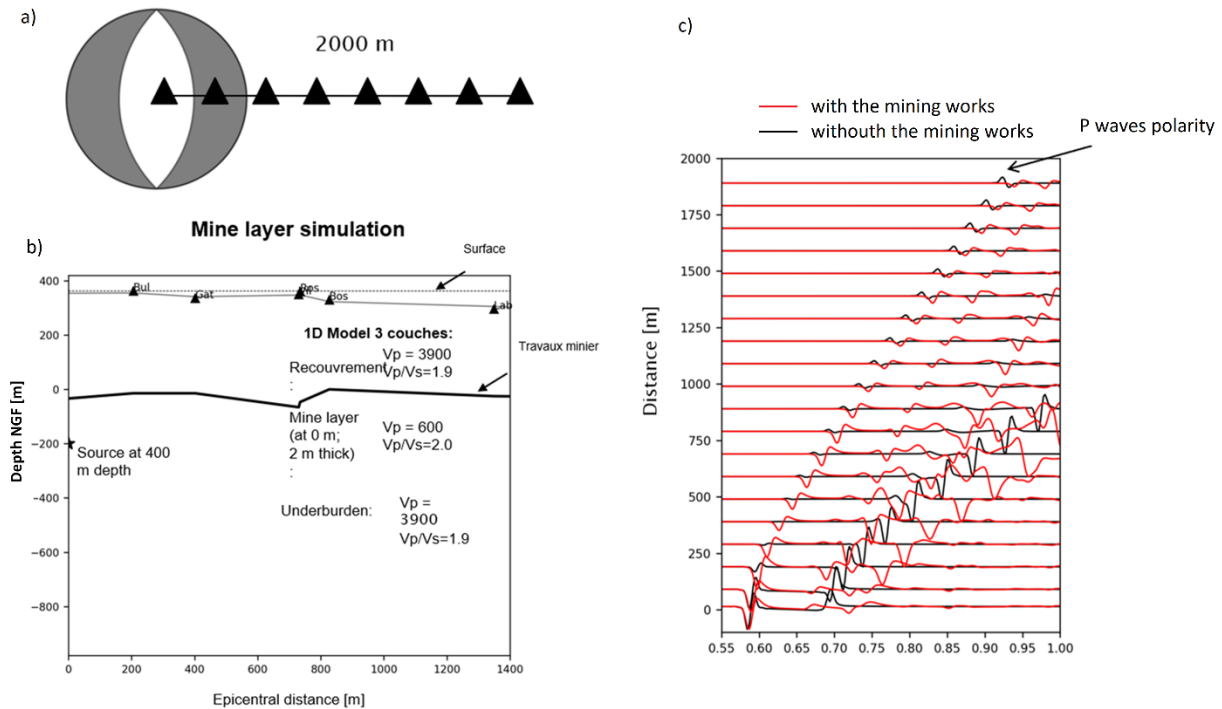 a)
2000 m
Mine layer simulation
b)
Surface
400
200
0
−200
−400
−600
−800
Depth NGF [m]
Bul
Gat
Bos
Lab
1D Model 3 couches:
Vp = 3900
Vp/Vs=1.9
Recouvrement
:
Travaux minier
Mine layer
(at 0 m;
2 m thick)
:
Vp = 600
Vp/Vs=2.0
Source at 400
m depth
Underburden:
Vp =
3900
Vp/Vs=1.9
0
200
400
600
800
1000
1200
1400
Epicentral distance [m]
c)
with the mining works
withouth the mining works
P waves polarity
2000
1750
1500
1250
1000
750
500
250
0
Distance [m]
0.55
0.60
0.65
0.70
0.75
0.80
0.85
0.90
0.95
1.00